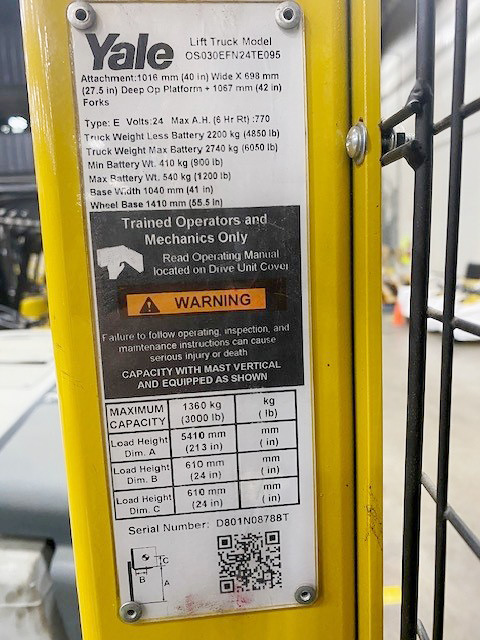 Yale
Lift Truck Model
OS030EFN24TE095
Attachment:1016 mm (40 in) Wide X 698 mm
(27.5 in) Deep Op Platform + 1067 mm (42 in)
Forks
Type: E Volts:24 Max A.H. (6 Hr Rt) :770
Truck Weight Less Battery 2200 kg (4850 lb)
Truck Weight Max Battery 2740 kg (6050 lb)
Min Battery Wt. 410 kg (900 lb)
Max Battery Wt. 540 kg (1200 lb)
Base Width 1040 mm (41 in)
Wheel Base 1410 mm (55.5 in)
Trained Operators and
Mechanics Only
Read Operating Manual
located on Drive Unit Cover
WARNING
Failure to follow operating, inspection, and
maintenance instructions can cause
serious injury or death
CAPACITY WITH MAST VERTICAL
AND EQUIPPED AS SHOWN
MAXIMUM CAPACITY 1360 kg (3000 lb) kg ( lb)
Load Height Dim. A 5410 mm (213 in) mm ( in)
Load Height Dim. B 610 mm (24 in) mm ( in)
Load Height Dim. C 610 mm (24 in) mm ( in)
Serial Number: D801N08788T
C
B
A